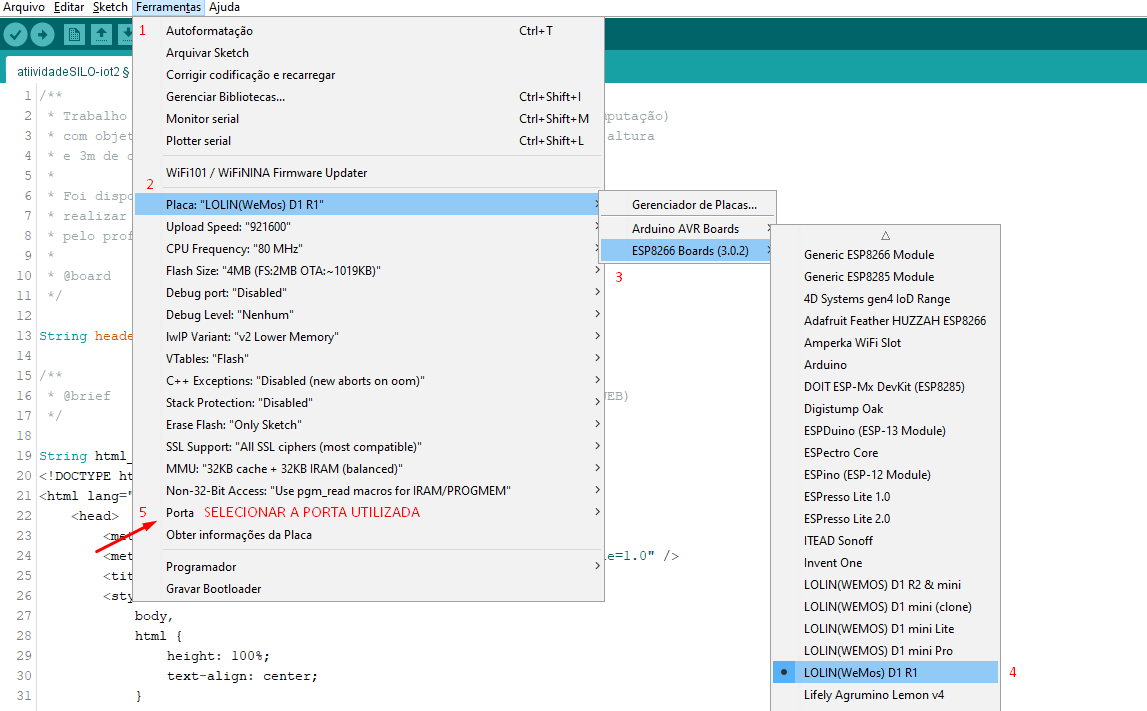 Arquivo Editar Sketch Ferramentas Ajuda
1 Autoformatação Ctrl+T
Arquivar Sketch
Corrigir codificação e recarregar
Gerenciar Bibliotecas... Ctrl+Shift+I
Monitor serial Ctrl+Shift+M
Plotter serial Ctrl+Shift+L
WiFi101 / WiFiNINA Firmware Updater
2
Placa: "LOLIN(WeMos) D1 R1"
Upload Speed: "921600"
CPU Frequency: "80 MHz"
Flash Size: "4MB (FS:2MB OTA:~1019KB)"
Debug port: "Disabled"
Debug Level: "Nenhum"
lwIP Variant: "v2 Lower Memory"
VTables: "Flash"
C++ Exceptions: "Disabled (new aborts on oom)"
Stack Protection: "Disabled"
Erase Flash: "Only Sketch"
SSL Support: "All SSL ciphers (most compatible)"
MMU: "32KB cache + 32KB IRAM (balanced)"
Non-32-Bit Access: "Use pgm_read macros for IRAM/PROGMEM"
5 Porta SELECIONAR A PORTA UTILIZADA
Obter informações da Placa
Programador
Gravar Bootloader
Gerenciador de Placas...
Arduino AVR Boards
ESP8266 Boards (3.0.2)
3
Generic ESP8266 Module
Generic ESP8285 Module
4D Systems gen4 IoD Range
Adafruit Feather HUZZAH ESP8266
Amperka WiFi Slot
Arduino
DOIT ESP-Mx DevKit (ESP8285)
Digistump Oak
ESPDuino (ESP-13 Module)
ESPectro Core
ESPino (ESP-12 Module)
ESPresso Lite 1.0
ESPresso Lite 2.0
ITEAD Sonoff
Invent One
LOLIN(WEMOS) D1 R2 & mini
LOLIN(WEMOS) D1 mini (clone)
LOLIN(WEMOS) D1 mini Lite
LOLIN(WEMOS) D1 mini Pro
LOLIN(WeMos) D1 R1 4
Lifely Agrumino Lemon v4
atiividadeSILO-iot2 §
1 /**
2 * Trabalho putação)
3 * com objet altura
4 * e 3m de c
5 *
6 * Foi dispo
7 * realizar
8 * pelo prof
9 *
10 * @board
11 */
12
13 String heade
14
15 /**
16 * @brief EB)
17 */
18
19 String html_
20 <!DOCTYPE ht
21 <html lang="
22 <head>
23 <met
24 <met le=1.0" />
25 <tit
26 <sty
27 body,
28 html {
29 height: 100%;
30 text-align: center;
31 }